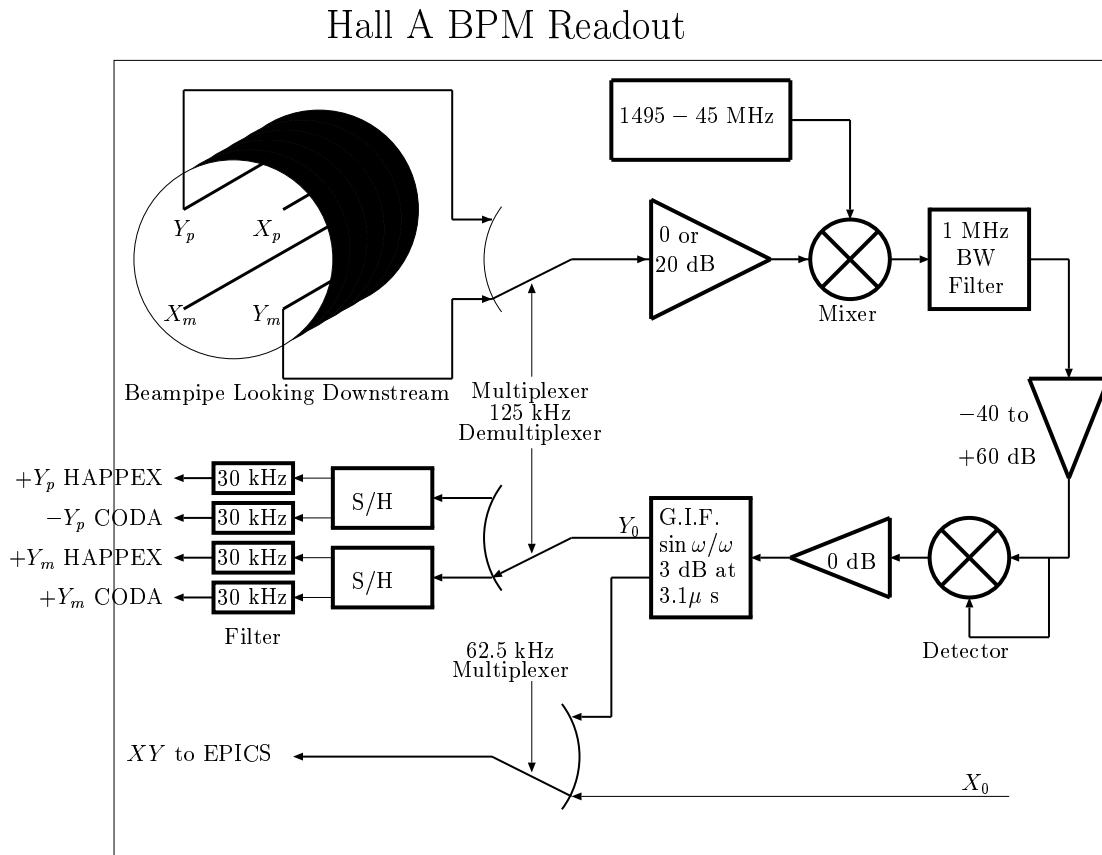 Hall A BPM Readout
1495 − 45 MHz
Y_p
X_p
X_m
Y_m
0 or
20 dB
Mixer
1 MHz
BW
Filter
Beampipe Looking Downstream
Multiplexer
125 kHz
Demultiplexer
−40 to
+60 dB
+Y_p HAPPEX
30 kHz
−Y_p CODA
30 kHz
S/H
+Y_m HAPPEX
30 kHz
+Y_m CODA
30 kHz
S/H
Filter
Y_0
G.I.F.
sin ω/ω
3 dB at
3.1μ s
0 dB
Detector
62.5 kHz
Multiplexer
XY to EPICS
X_0